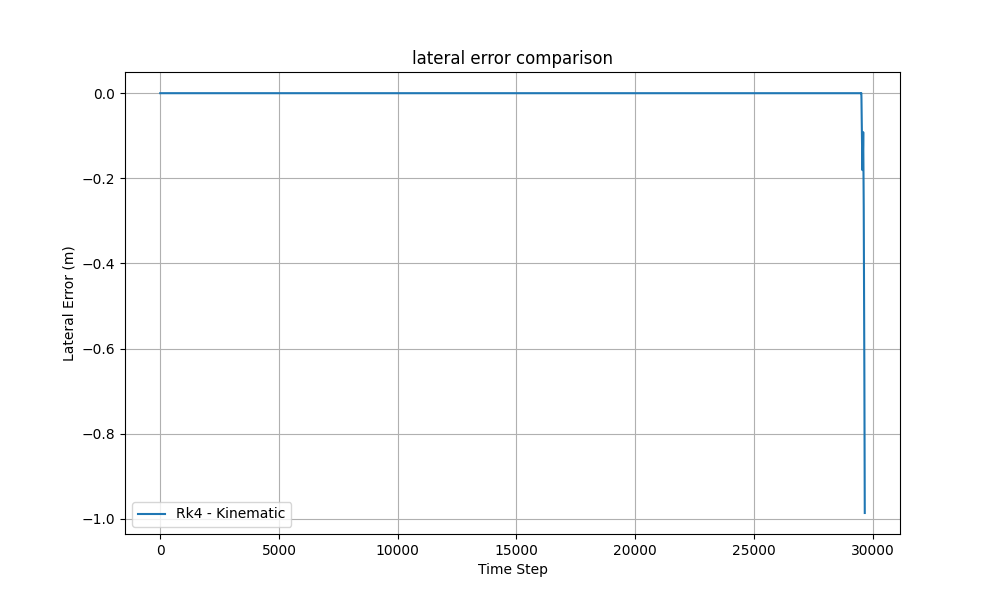 lateral error comparison
0.0
−0.2
−0.4
−0.6
−0.8
−1.0
Lateral Error (m)
Rk4 - Kinematic
0 5000 10000 15000 20000 25000 30000
Time Step